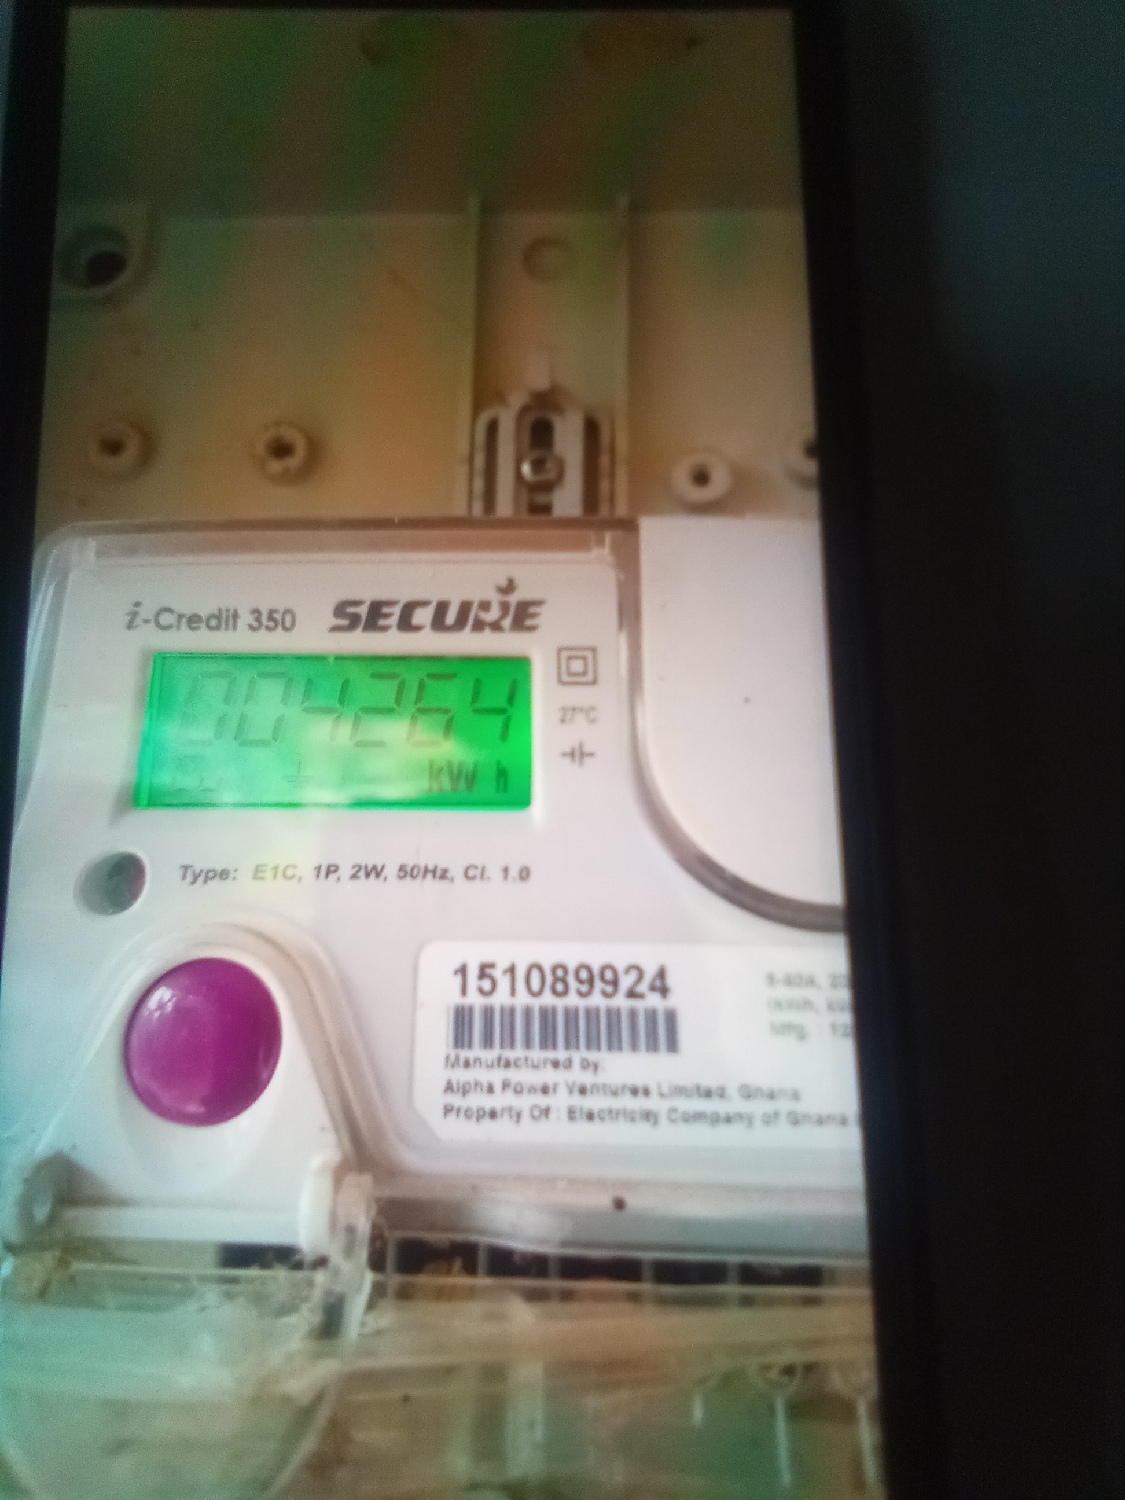 i-Credit 350 SECURE
004264
kWh
27°C
Type: E1C, 1P, 2W, 50Hz, Cl. 1.0
151089924
Manufactured by:
Alpha Power Ventures Limited, Ghana
Property Of : Electricity Company of Ghana